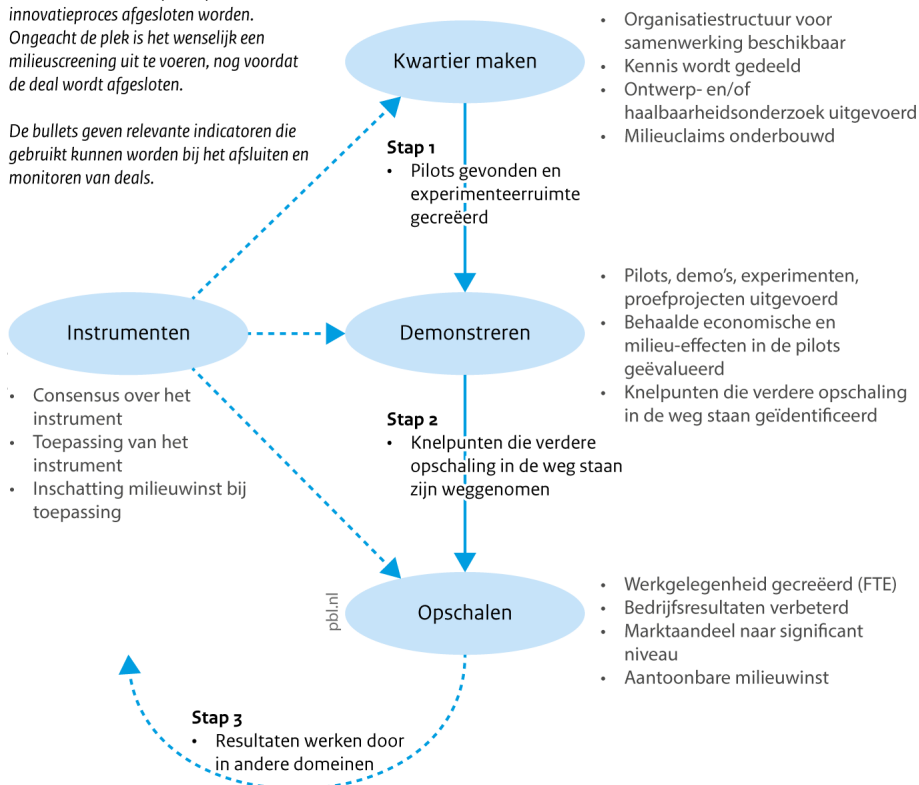 innovatieproces afgesloten worden.
Ongeacht de plek is het wenselijk een
milieuscreening uit te voeren, nog voordat
de deal wordt afgesloten.
De bullets geven relevante indicatoren die
gebruikt kunnen worden bij het afsluiten en
monitoren van deals.
Kwartier maken
• Organisatiestructuur voor
samenwerking beschikbaar
• Kennis wordt gedeeld
• Ontwerp- en/of
haalbaarheidsonderzoek uitgevoerd
• Milieuclaims onderbouwd
Stap 1
• Pilots gevonden en
experimenteerruimte
gecreëerd
Instrumenten
• Consensus over het
instrument
• Toepassing van het
instrument
• Inschatting milieuwinst bij
toepassing
Demonstreren
• Pilots, demo's, experimenten,
proefprojecten uitgevoerd
• Behaalde economische en
milieu-effecten in de pilots
geëvalueerd
• Knelpunten die verdere opschaling
in de weg staan geïdentificeerd
Stap 2
• Knelpunten die verdere
opschaling in de weg staan
zijn weggenomen
Opschalen
• Werkgelegenheid gecreëerd (FTE)
• Bedrijfsresultaten verbeterd
• Marktaandeel naar significant
niveau
• Aantoonbare milieuwinst
pbl.nl
Stap 3
• Resultaten werken door
in andere domeinen